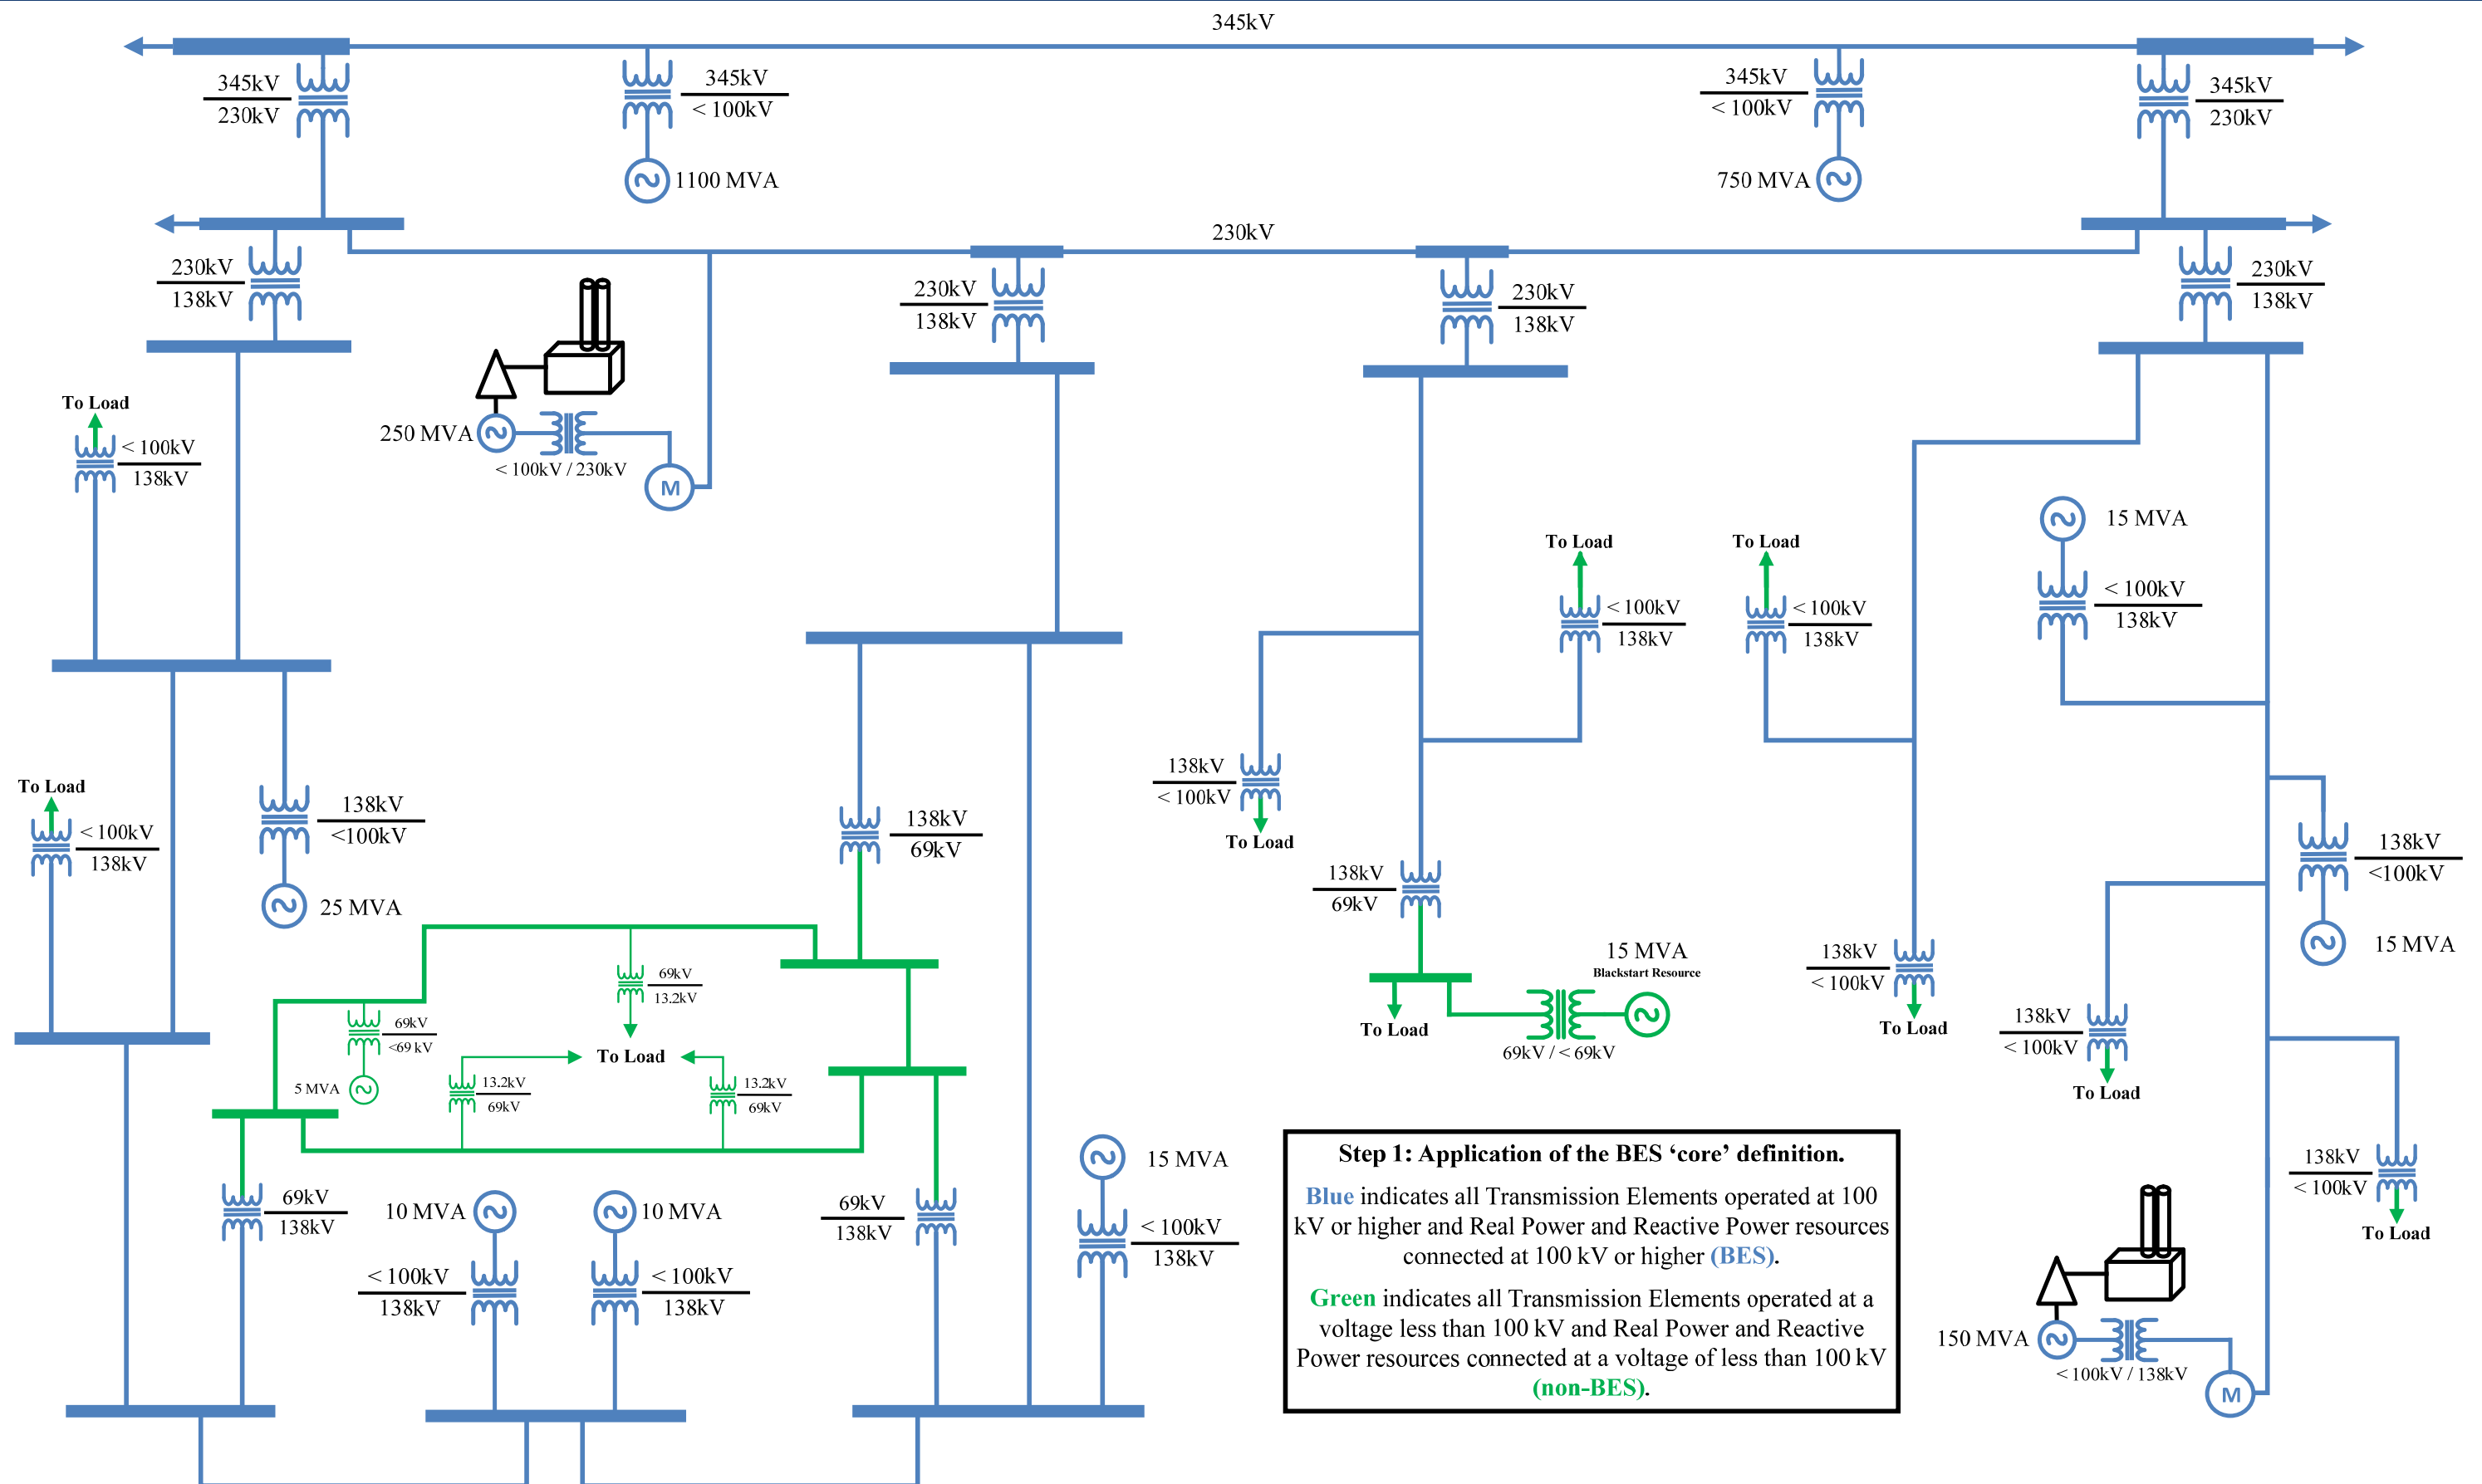 345kV
345kV
230kV
345kV
< 100kV
345kV
< 100kV
345kV
230kV
1100 MVA
750 MVA
230kV
230kV
138kV
230kV
138kV
230kV
138kV
230kV
138kV
To Load
< 100kV
138kV
250 MVA
< 100kV / 230kV
M
15 MVA
< 100kV
138kV
To Load
< 100kV
138kV
To Load
< 100kV
138kV
To Load
< 100kV
138kV
138kV
<100kV
25 MVA
138kV
69kV
138kV
< 100kV
To Load
138kV
69kV
15 MVA
Blackstart Resource
To Load
69kV / < 69kV
138kV
< 100kV
To Load
138kV
<100kV
15 MVA
138kV
< 100kV
To Load
138kV
< 100kV
To Load
69kV
13.2kV
69kV
<69 kV
5 MVA
To Load
13.2kV
69kV
13.2kV
69kV
69kV
138kV
10 MVA
10 MVA
< 100kV
138kV
< 100kV
138kV
69kV
138kV
15 MVA
< 100kV
138kV
Step 1: Application of the BES ‘core’ definition.
Blue indicates all Transmission Elements operated at 100
kV or higher and Real Power and Reactive Power resources
connected at 100 kV or higher (BES).
Green indicates all Transmission Elements operated at a
voltage less than 100 kV and Real Power and Reactive
Power resources connected at a voltage of less than 100 kV
(non-BES).
150 MVA
< 100kV / 138kV
M